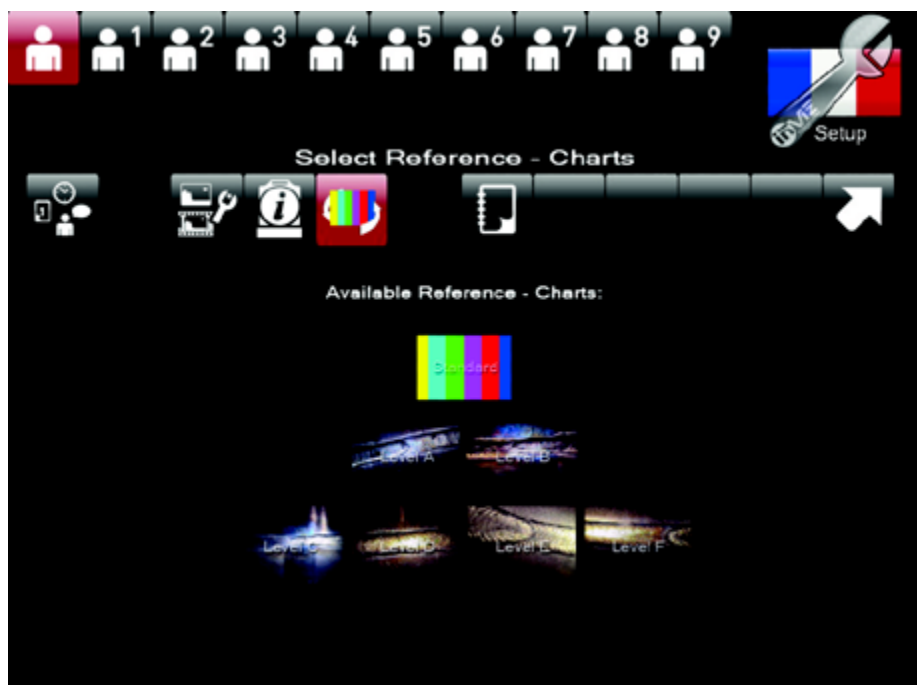 1 2 3 4 5 6 7 8 9
inViz
Setup
Select Reference - Charts
i
Available Reference - Charts:
Standard
Level A Level B
Level C Level D Level E Level F